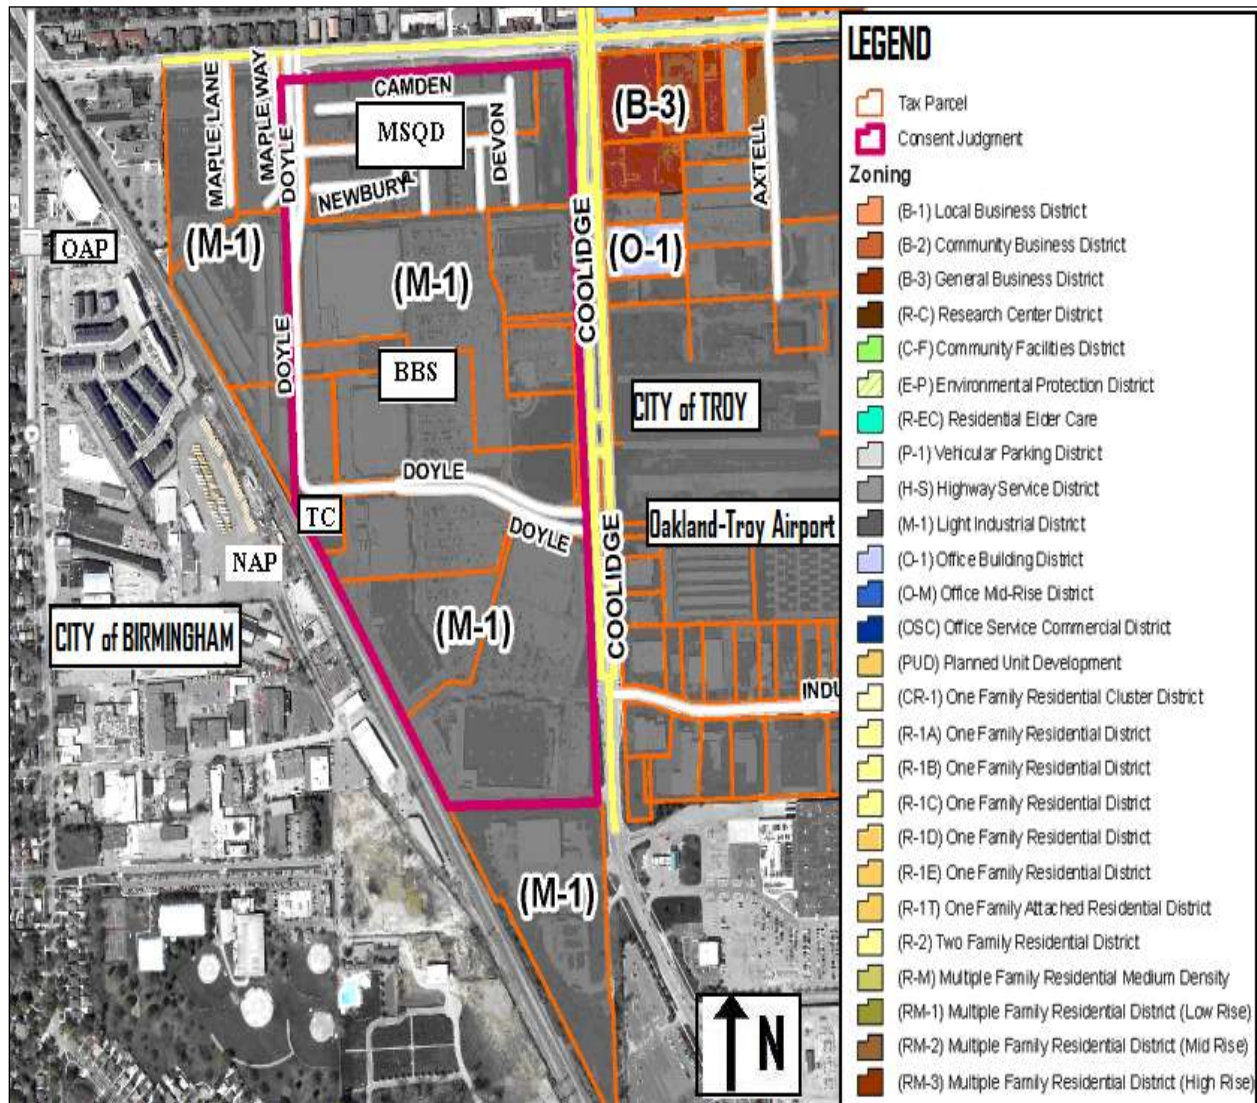 MAPLE LANE
MAPLE WAY
DOYLE
CAMDEN
MSQD
DEVON
NEWBURY
(B-3)
AXTELL
COOLIDGE
(M-1)
OAP
(M-1)
(O-1)
DOYLE
BBS
CITY of TROY
DOYLE
TC
DOYLE
Oakland-Troy Airport
NAP
CITY of BIRMINGHAM
(M-1)
COOLIDGE
INDU
(M-1)
N
LEGEND
Tax Parcel
Consent Judgment
Zoning
(B-1) Local Business District
(B-2) Community Business District
(B-3) General Business District
(R-C) Research Center District
(C-F) Community Facilities District
(E-P) Environmental Protection District
(R-EC) Residential Elder Care
(P-1) Vehicular Parking District
(H-S) Highway Service District
(M-1) Light Industrial District
(O-1) Office Building District
(O-M) Office Mid-Rise District
(OSC) Office Service Commercial District
(PUD) Planned Unit Development
(CR-1) One Family Residential Cluster District
(R-1A) One Family Residential District
(R-1B) One Family Residential District
(R-1C) One Family Residential District
(R-1D) One Family Residential District
(R-1E) One Family Residential District
(R-1T) One Family Attached Residential District
(R-2) Two Family Residential District
(R-M) Multiple Family Residential Medium Density
(RM-1) Multiple Family Residential District (Low Rise)
(RM-2) Multiple Family Residential District (Mid Rise)
(RM-3) Multiple Family Residential District (High Rise)